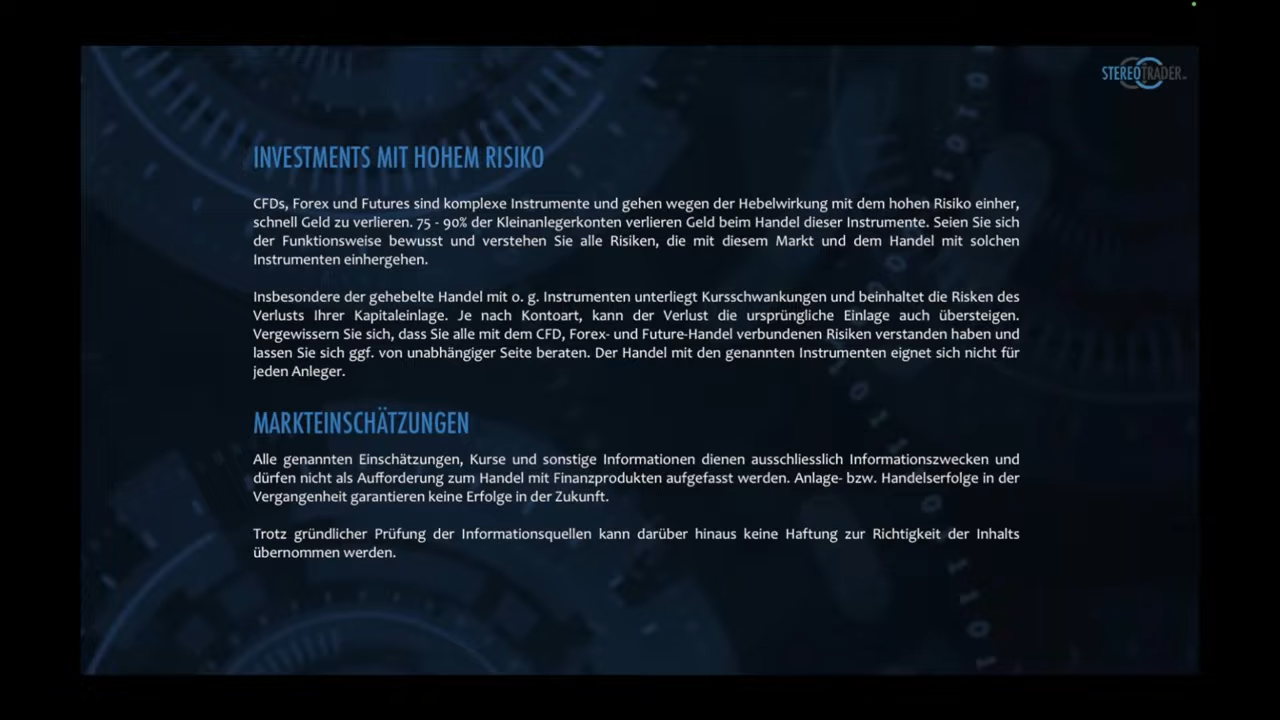 STEREOTRADER
INVESTMENTS MIT HOHEM RISIKO
CFDs, Forex und Futures sind komplexe Instrumente und gehen wegen der Hebelwirkung mit dem hohen Risiko einher,
schnell Geld zu verlieren. 75 - 90% der Kleinanlegerkonten verlieren Geld beim Handel dieser Instrumente. Seien Sie sich
der Funktionsweise bewusst und verstehen Sie alle Risiken, die mit diesem Markt und dem Handel mit solchen
Instrumenten einhergehen.
Insbesondere der gehebelte Handel mit o. g. Instrumenten unterliegt Kursschwankungen und beinhaltet die Risken des
Verlusts Ihrer Kapitaleinlage. Je nach Kontoart, kann der Verlust die ursprüngliche Einlage auch übersteigen.
Vergewissern Sie sich, dass Sie alle mit dem CFD, Forex- und Future-Handel verbundenen Risiken verstanden haben und
lassen Sie sich ggf. von unabhängiger Seite beraten. Der Handel mit den genannten Instrumenten eignet sich nicht für
jeden Anleger.
MARKTEINSCHÄTZUNGEN
Alle genannten Einschätzungen, Kurse und sonstige Informationen dienen ausschliesslich Informationszwecken und
dürfen nicht als Aufforderung zum Handel mit Finanzprodukten aufgefasst werden. Anlage- bzw. Handelserfolge in der
Vergangenheit garantieren keine Erfolge in der Zukunft.
Trotz gründlicher Prüfung der Informationsquellen kann darüber hinaus keine Haftung zur Richtigkeit der Inhalts
übernommen werden.